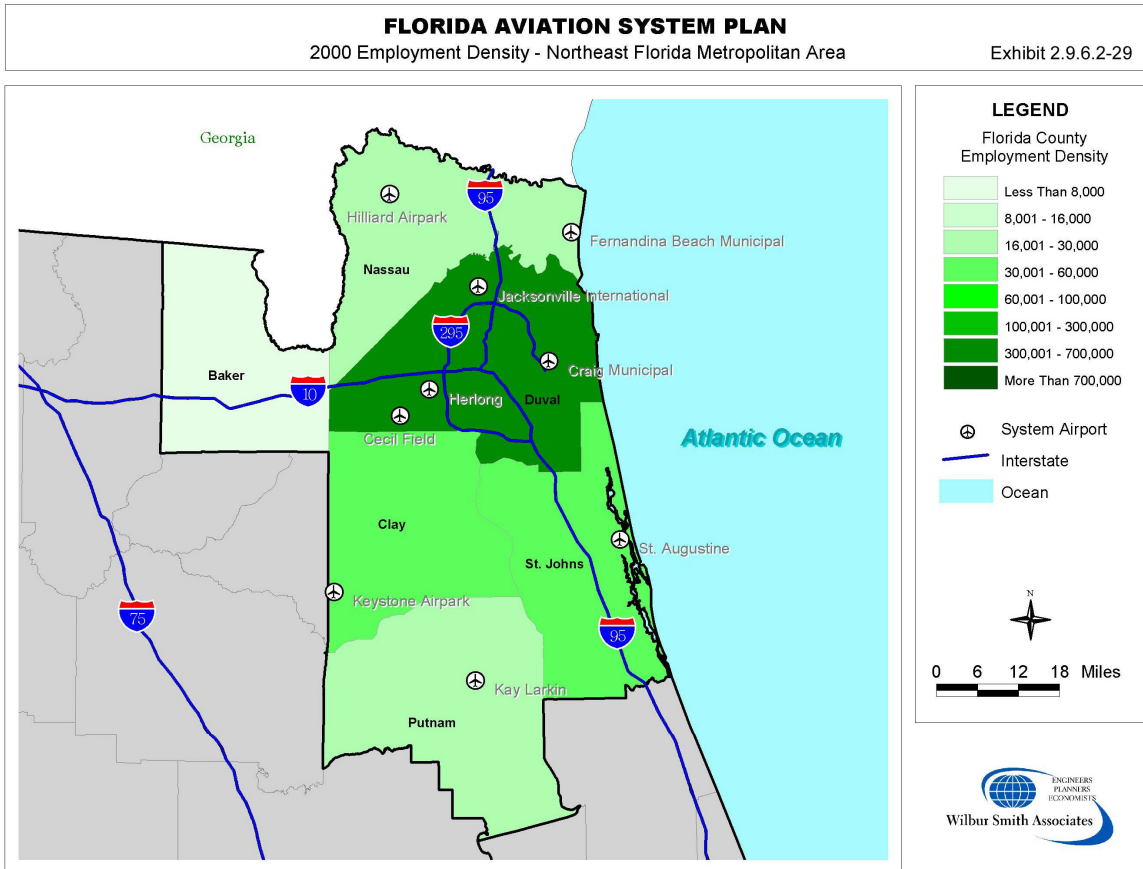 FLORIDA AVIATION SYSTEM PLAN
2000 Employment Density - Northeast Florida Metropolitan Area
Exhibit 2.9.6.2-29
Georgia
95
Hilliard Airpark
Fernandina Beach Municipal
Nassau
Jacksonville International
295
Baker
10
Craig Municipal
Herlong
Duval
Cecil Field
Atlantic Ocean
Clay
St. Augustine
St. Johns
Keystone Airpark
75
95
Kay Larkin
Putnam
LEGEND
Florida County
Employment Density
Less Than 8,000
8,001 - 16,000
16,001 - 30,000
30,001 - 60,000
60,001 - 100,000
100,001 - 300,000
300,001 - 700,000
More Than 700,000
System Airport
Interstate
Ocean
N
0 6 12 18 Miles
ENGINEERS
PLANNERS
ECONOMISTS
Wilbur Smith Associates